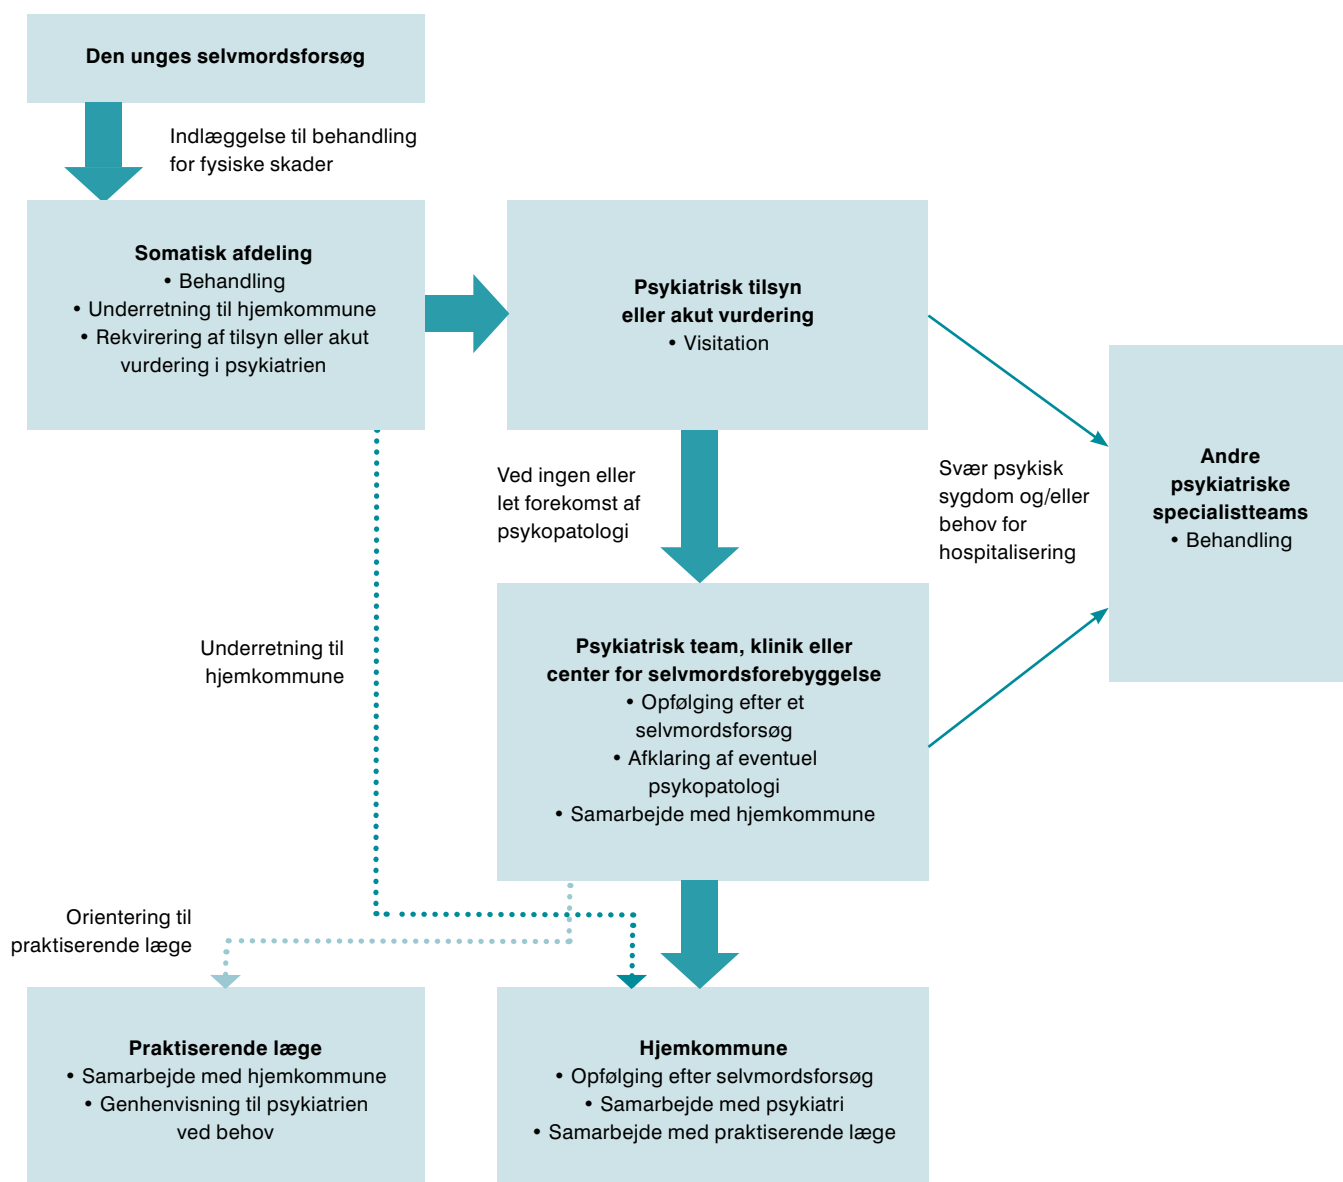 Den unges selvmordsforsøg
Indlæggelse til behandling
for fysiske skader
Somatisk afdeling
• Behandling
• Underretning til hjemkommune
• Rekvirering af tilsyn eller akut
vurdering i psykiatrien
Psykiatrisk tilsyn
eller akut vurdering
• Visitation
Ved ingen eller
let forekomst af
psykopatologi
Svær psykisk
sygdom og/eller
behov for
hospitalisering
Andre
psykiatriske
specialistteams
• Behandling
Underretning til
hjemkommune
Psykiatrisk team, klinik eller
center for selvmordsforebyggelse
• Opfølging efter et
selvmordsforsøg
• Afklaring af eventuel
psykopatologi
• Samarbejde med hjemkommune
Orientering til
praktiserende læge
Praktiserende læge
• Samarbejde med hjemkommune
• Genhenvisning til psykiatrien
ved behov
Hjemkommune
• Opfølging efter selvmordsforsøg
• Samarbejde med psykiatri
• Samarbejde med praktiserende læge